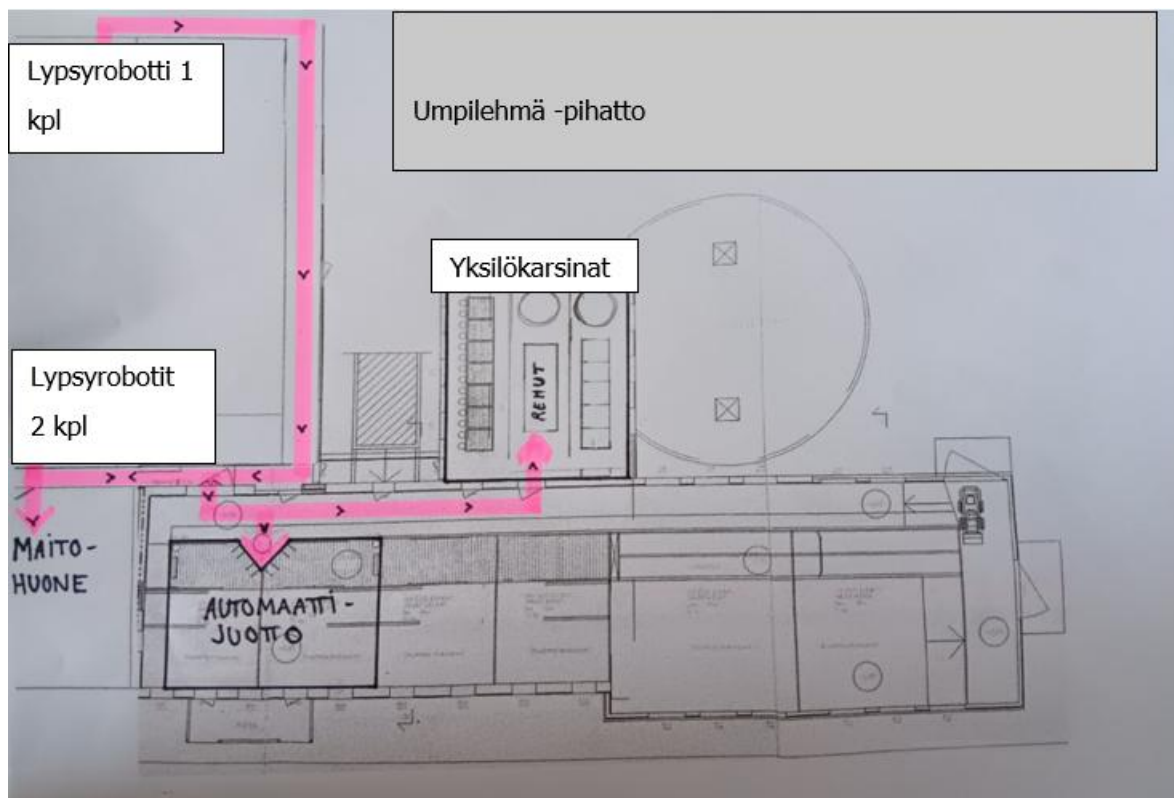 Lypsyrobotti 1
kpl
Umpilehmä -pihatto
Yksilökarsinat
REHUT
Lypsyrobotit
2 kpl
MAITO-
HUONE
AUTOMAATTI-
JUOTTO